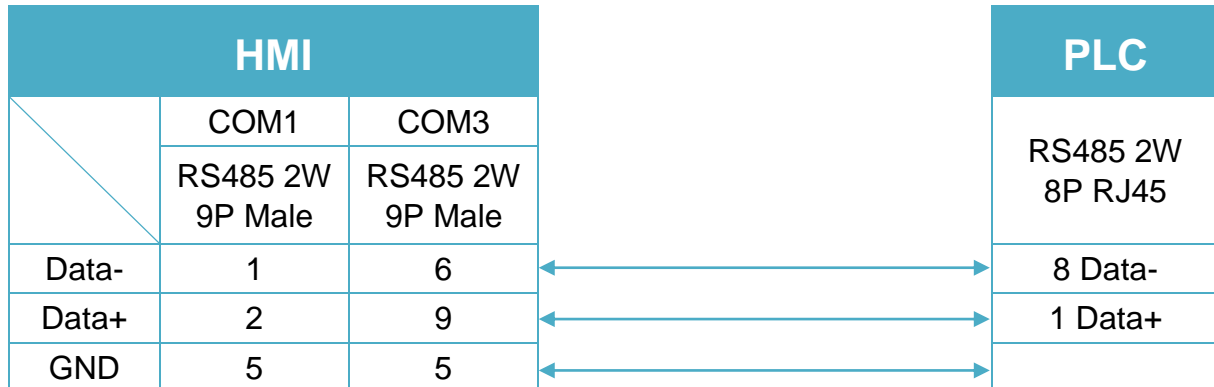 HMI PLC
COM1 COM3
RS485 2W RS485 2W RS485 2W
9P Male 9P Male 8P RJ45
Data- 1 6 8 Data-
Data+ 2 9 1 Data+
GND 5 5